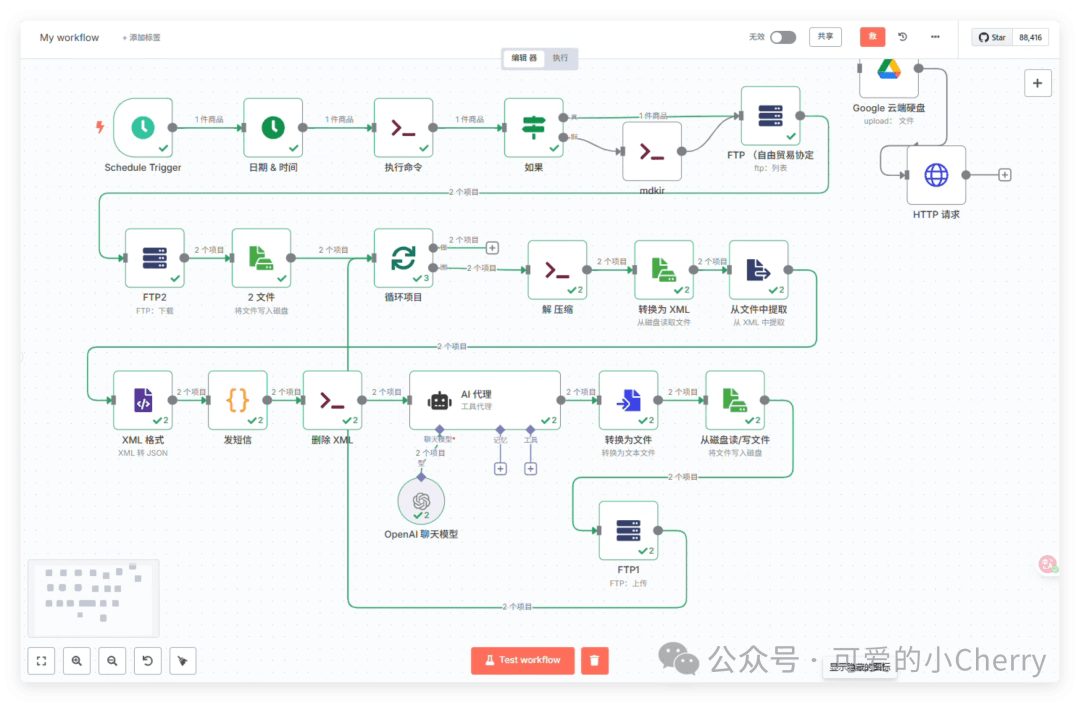 My workflow
+ 添加标签
无效
共享
救
Star
88,416
编辑 器
执行
Google 云端硬盘
upload： 文件
1 件商品
1 件商品
1 件商品
1 件商品
真
Schedule Trigger
日期 & 时间
执行命令
如果
mdkir
FTP （自由贸易协定
ftp：列表
HTTP 请求
2 个项目
2 个项目
2 个项目
2 个项目
2 个项目
2 个项目
2 个项目
3
2
2
2
FTP2
FTP：下载
2 文件
将文件写入磁盘
循环项目
解 压缩
转换为 XML
从磁盘读取文件
从文件中提取
从 XML 中提取
2 个项目
2 个项目
2 个项目
2 个项目
AI 代理
工具代理
2 个项目
2 个项目
2
2
2
2
2
2
XML 格式
XML 转 JSON
发短信
删除 XML
聊天模型*
记忆
工具
转换为文件
转换为文本文件
从磁盘读/写文件
将文件写入磁盘
2 个项目
型
2
OpenAI 聊天模型
2 个项目
2
FTP1
FTP：上传
2 个项目
Test workflow
公众号 · 可爱的小Cherry
显示隐藏的图标